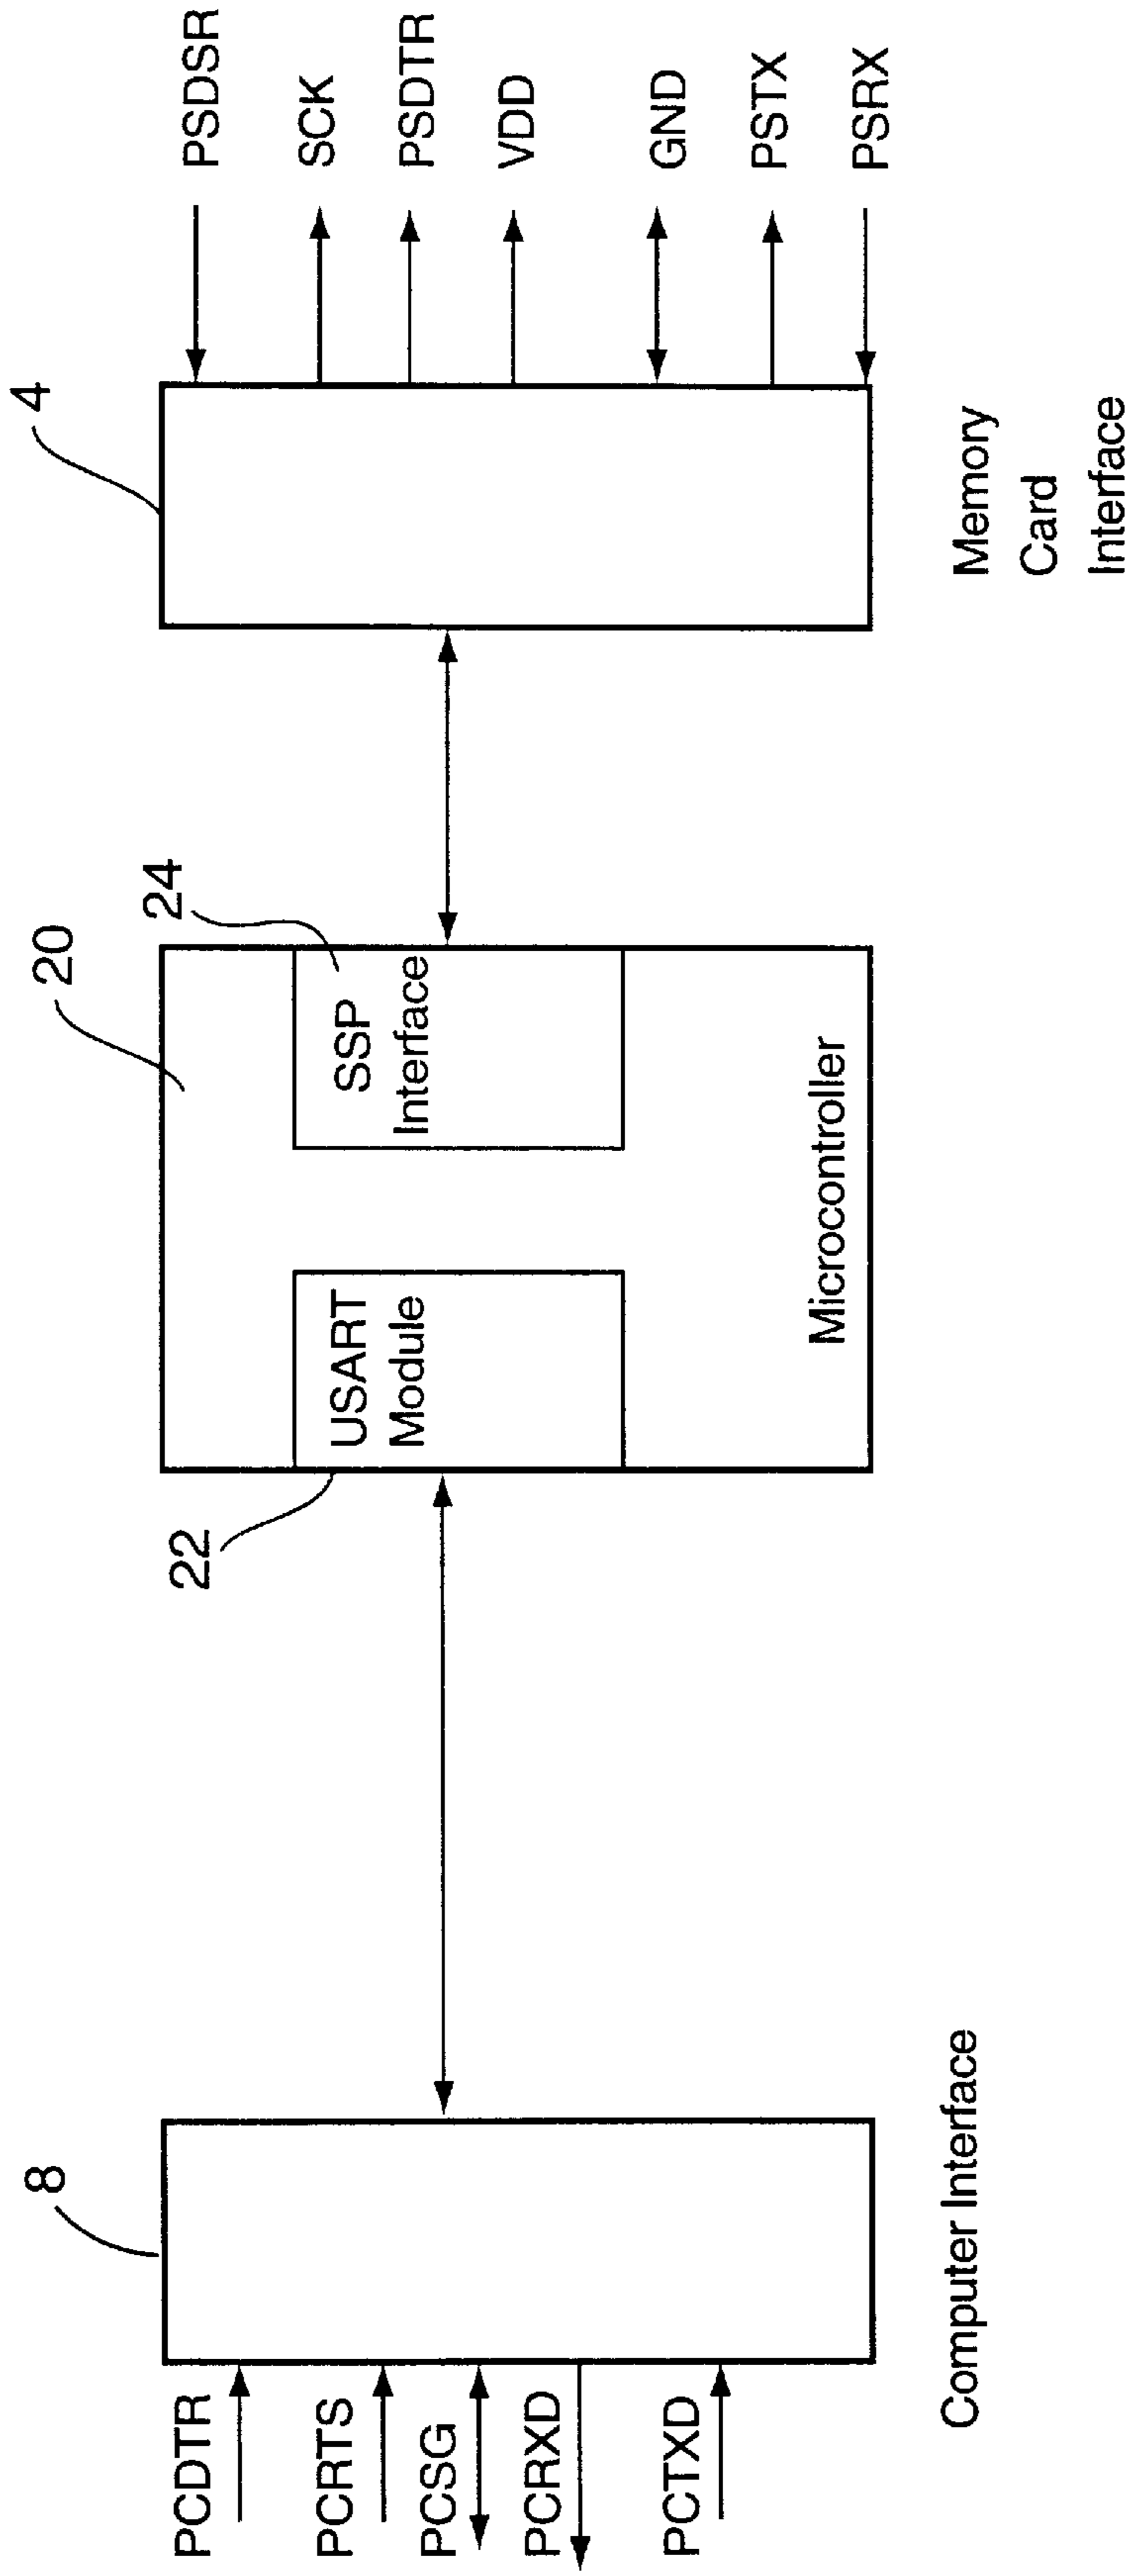 8
PCDTR
PCRTS
PCSG
PCRXD
PCTXD
Computer Interface
20
22
USART
Module
24
SSP
Interface
Microcontroller
4
PSDSR
SCK
PSDTR
VDD
GND
PSTX
PSRX
Memory
Card
Interface